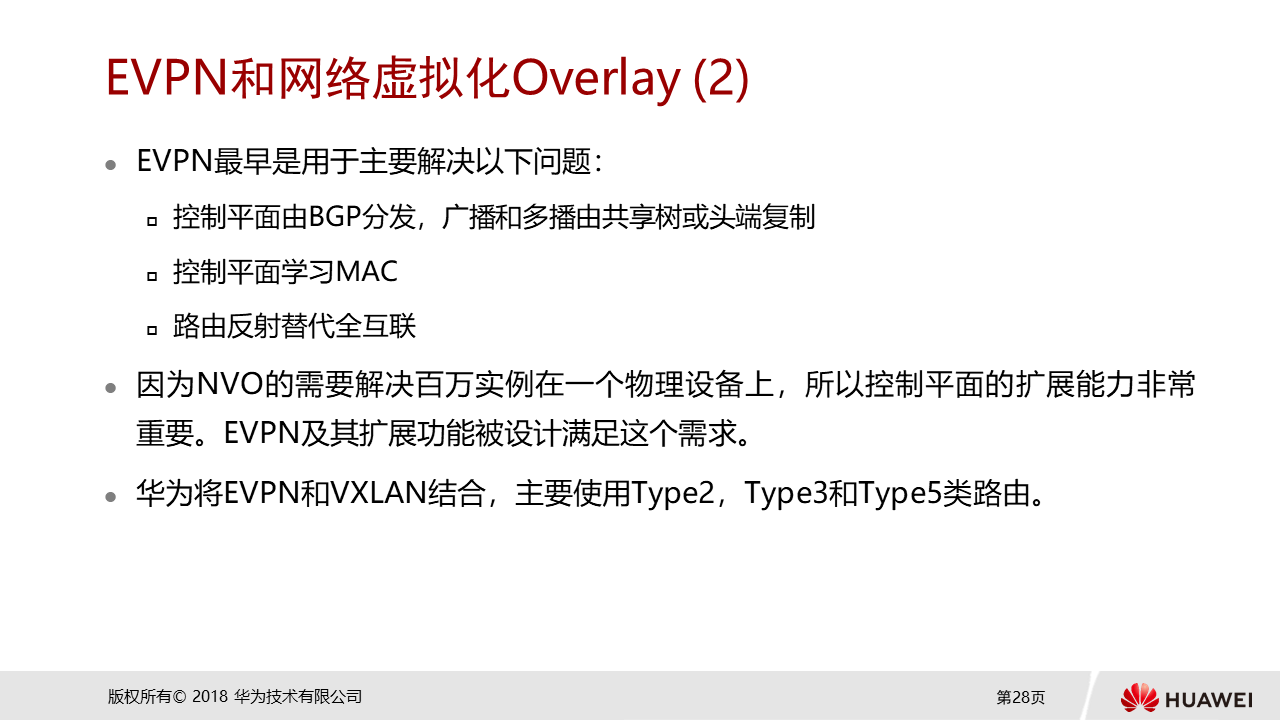 EVPN和网络虚拟化Overlay (2)
EVPN最早是用于主要解决以下问题：
控制平面由BGP分发，广播和多播由共享树或头端复制
控制平面学习MAC
路由反射替代全互联
因为NVO的需要解决百万实例在一个物理设备上，所以控制平面的扩展能力非常
重要。EVPN及其扩展功能被设计满足这个需求。
华为将EVPN和VXLAN结合，主要使用Type2，Type3和Type5类路由。
版权所有© 2018 华为技术有限公司
第28页
HUAWEI